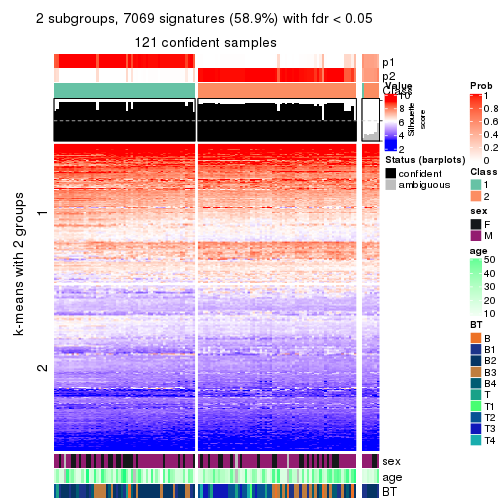 2 subgroups, 7069 signatures (58.9%) with fdr < 0.05
121 confident samples
p1
p2
Class
Silhouette
score
Value
10
8
6
4
2
Status (barplots)
confident
ambiguous
Prob
1
0.8
0.6
0.4
0.2
0
Class
1
2
sex
F
M
age
50
40
30
20
10
BT
B
B1
B2
B3
B4
T
T1
T2
T3
T4
k-means with 2 groups
1
2
sex
age
BT